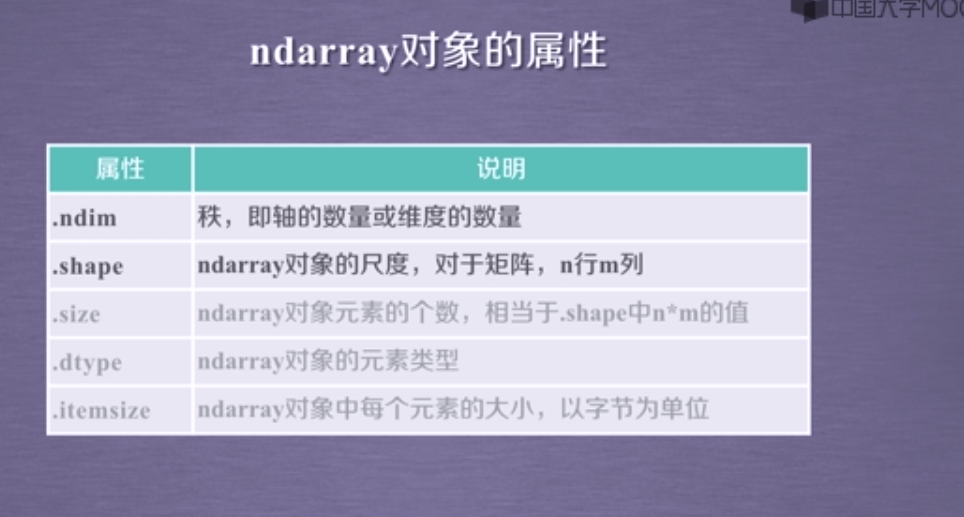 中国大学MOO
ndarray对象的属性
属性 说明
.ndim 秩，即轴的数量或维度的数量
.shape ndarray对象的尺度，对于矩阵，n行m列
.size ndarray对象元素的个数，相当于.shape中n*m的值
.dtype ndarray对象的元素类型
.itemsize ndarray对象中每个元素的大小，以字节为单位